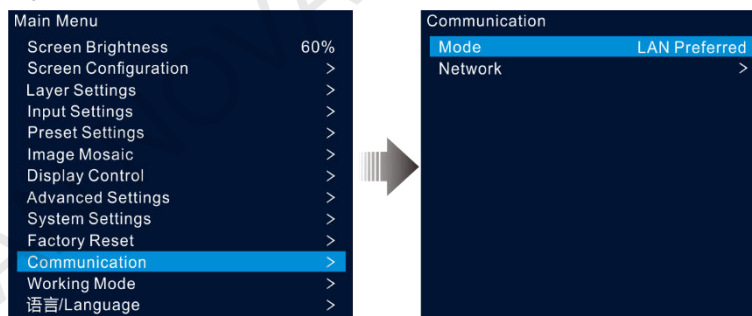 Main Menu
Screen Brightness 60%
Screen Configuration >
Layer Settings >
Input Settings >
Preset Settings >
Image Mosaic >
Display Control >
Advanced Settings >
System Settings >
Factory Reset >
Communication >
Working Mode >
语言/Language >
Communication
Mode LAN Preferred
Network >